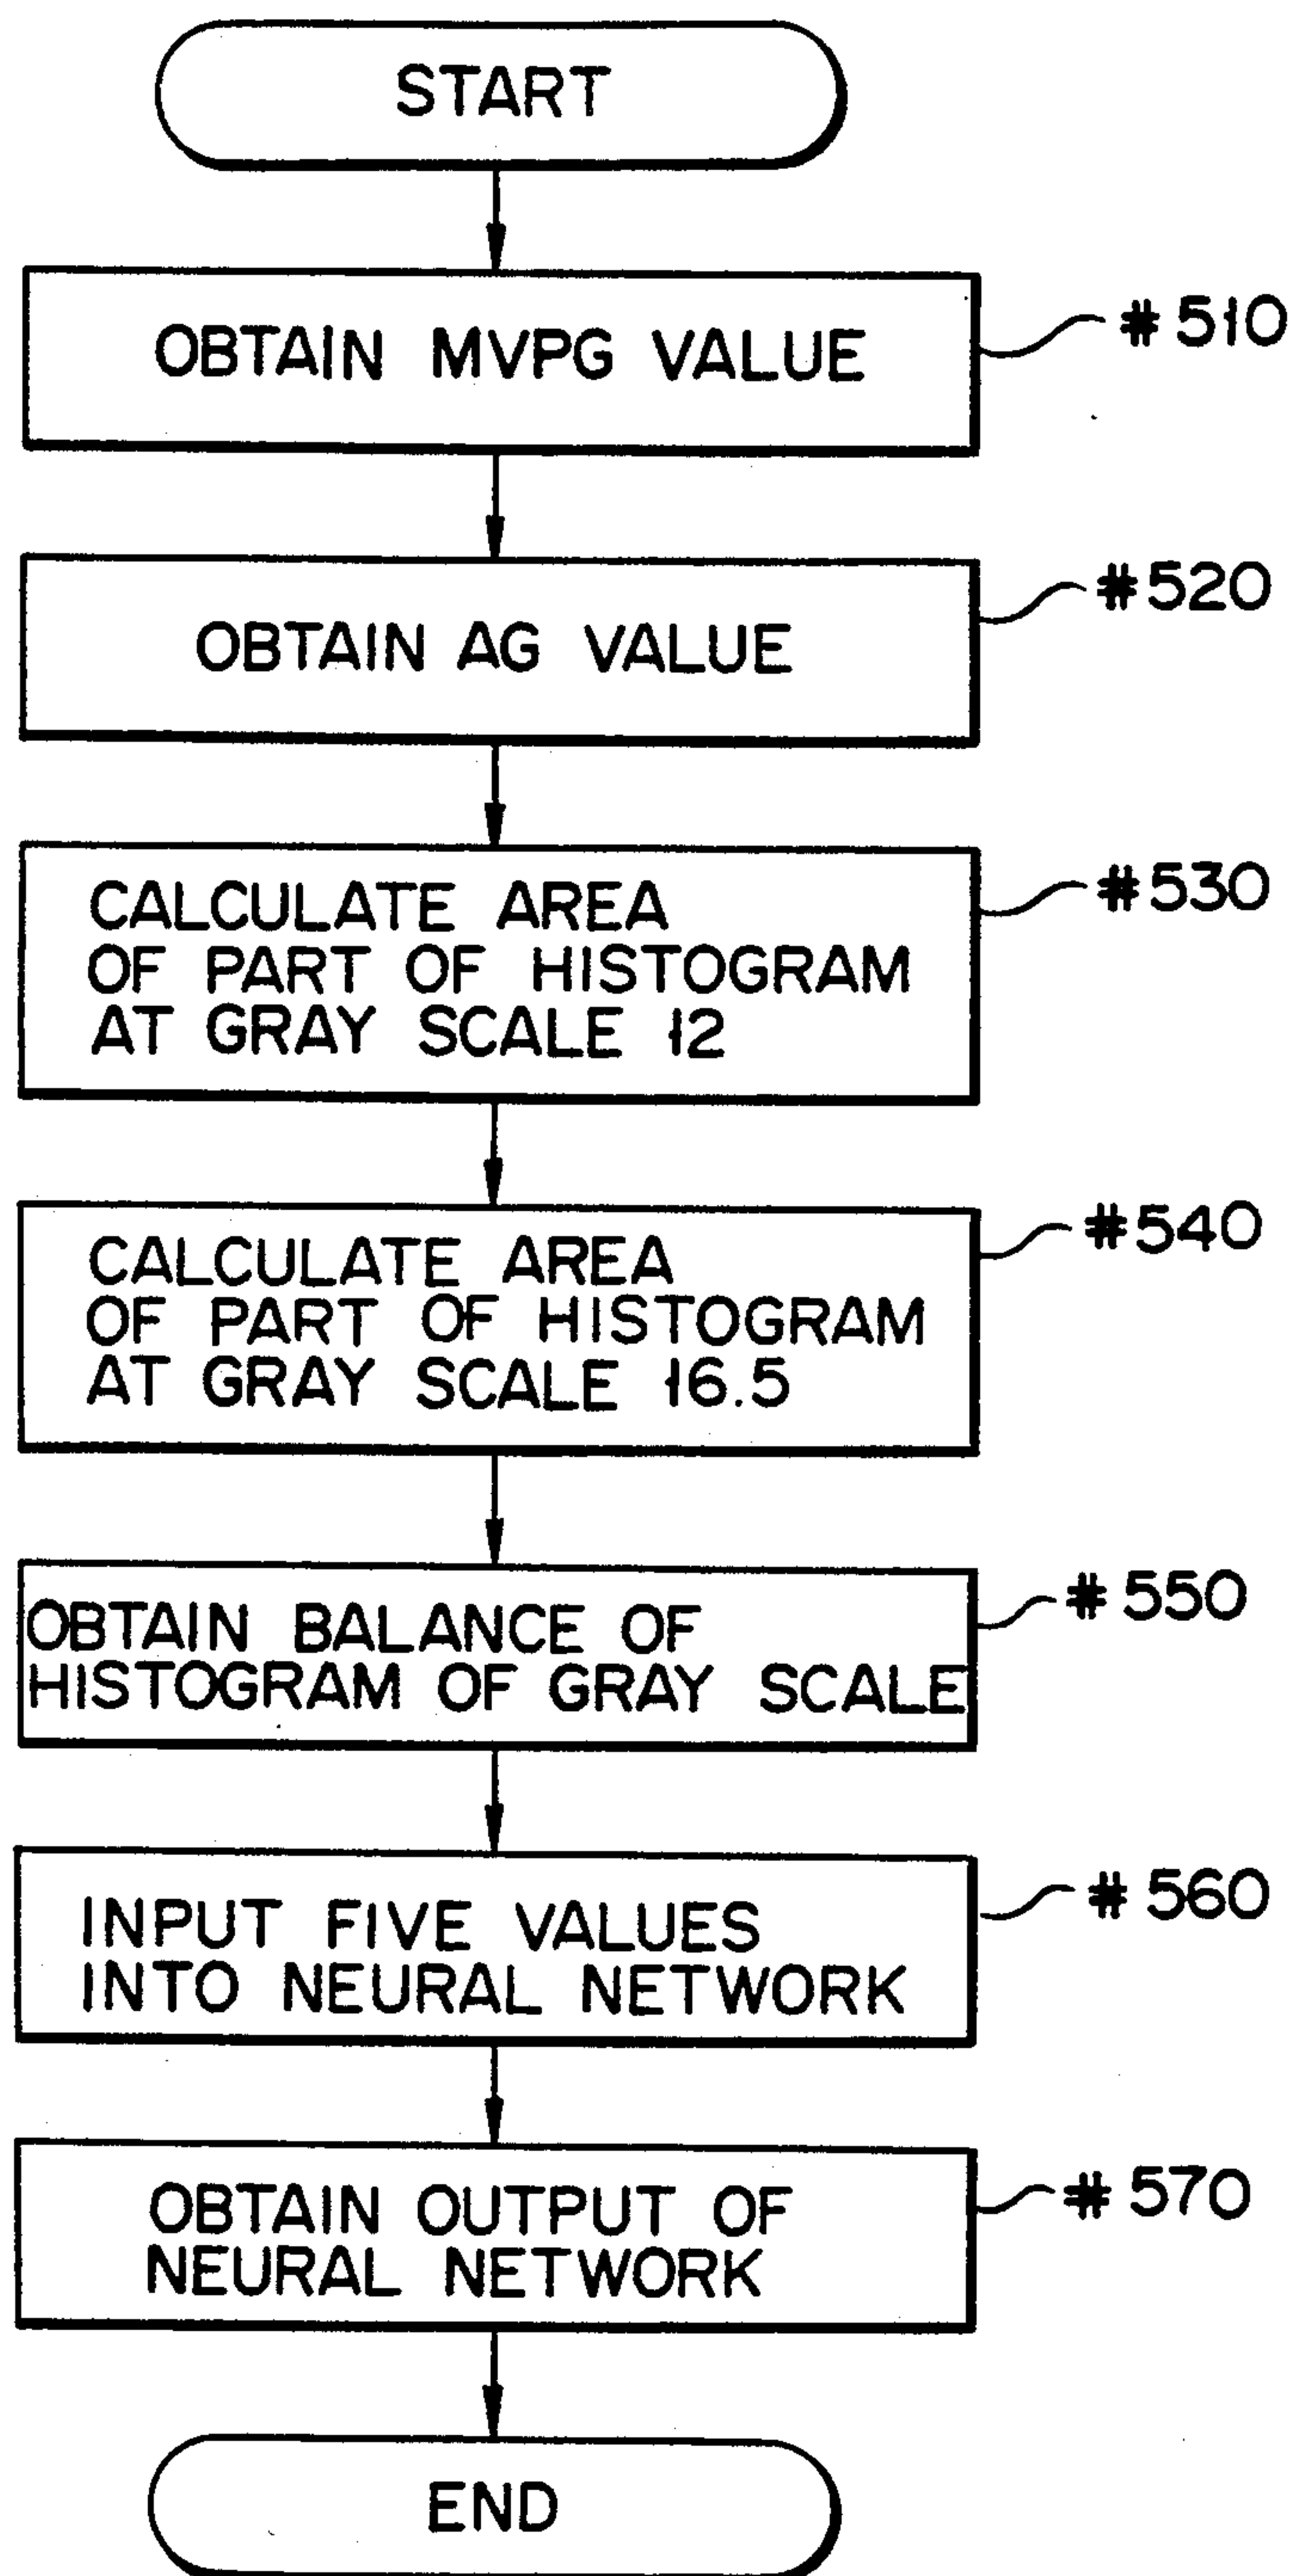 START
OBTAIN MVPG VALUE
#510
OBTAIN AG VALUE
#520
CALCULATE AREA
OF PART OF HISTOGRAM
AT GRAY SCALE 12
#530
CALCULATE AREA
OF PART OF HISTOGRAM
AT GRAY SCALE 16.5
#540
OBTAIN BALANCE OF
HISTOGRAM OF GRAY SCALE
#550
INPUT FIVE VALUES
INTO NEURAL NETWORK
#560
OBTAIN OUTPUT OF
NEURAL NETWORK
#570
END